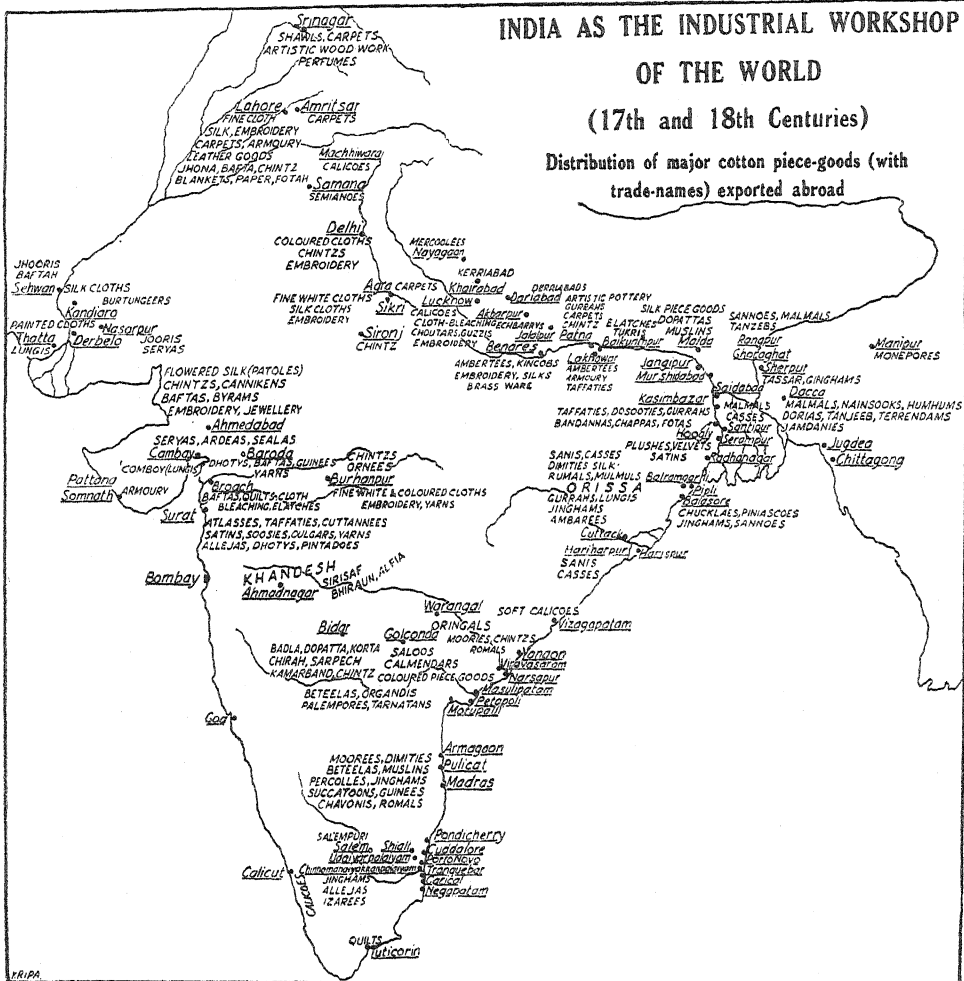 INDIA AS THE INDUSTRIAL WORKSHOP
OF THE WORLD
(17th and 18th Centuries)
Distribution of major cotton piece-goods (with
trade-names) exported abroad
Srinagar
SHAWLS, CARPETS
ARTISTIC WOOD WORK
PERFUMES
Lahore
FINE CLOTH
SILK, EMBROIDERY
CARPETS, ARMOURY
LEATHER GOODS
JHONA, BAFTA, CHINTZ
BLANKETS, PAPER, FOTAH
Amritsar
CARPETS
Machhiwara
CALICOES
Samana
SEMIANOES
Delhi
COLOURED CLOTHS
CHINTZS
EMBROIDERY
MERCOOLEES
Nayagaon
JHOORIS
BAFTAH
Sehwan
SILK CLOTHS
BURTUNGEERS
Kandiaro
PAINTED CLOTHS
Thatta
LUNGIS
Nasarpur
Derbelo
JOORIS
SERYAS
Agra CARPETS
FINE WHITE CLOTHS
SILK CLOTHS
EMBROIDERY
Sikri
Sironj
CHINTZ
KERRIABAD
Khairabad
Lucknow
CALICOES
CLOTH-BLEACHING
CHOUTARS, GUZZIS
EMBROIDERY
DERIABADS
Dariabad
Akbarpur
ECHBARRYS
Jalalpur
Benares
AMBERTEES, KINCOBS
EMBROIDERY, SILKS
BRASS WARE
ARTISTIC POTTERY
GURRAHS
CARPETS
CHINTZ
Patna
ELATCHES
TUKRIS
Baikunthpur
Lakhowar
AMBERTEES
ARMOURY
TAFFATIES
SILK PIECE GOODS
DOPATTAS
MUSLINS
Malda
SANNOES, MALMALS
TANZEBS
Rangpur
Ghoraghat
Sherpur
TASSAR, GINGHAMS
Manipur
MONEPORES
Jangipur
Murshidabad
Saidabad
Dacca
MALMALS, NAINSOOKS, HUMHUMS
DORIAS, TANJEEB, TERRENDAMS
JAMDANIES
Kasimbazar
TAFFATIES, DOSOOTIES, GURRAHS
BANDANNAS, CHAPPAS, FOTAS
MALMALS
CASSES
Santipur
Hoogly
PLUSHES, VELVETS
SATINS
Serampur
Radhanagar
Jugdea
Chittagong
FLOWERED SILK (PATOLES)
CHINTZS, CANNIKENS
BAFTAS, BYRAMS
EMBROIDERY, JEWELLERY
Ahmedabad
SERYAS, ARDEAS, SEALAS
Cambay
'COMBOY (LUNGIS)
Baroda
DHOTYS, BAFTAS, GUINEES
YARNS
CHINTZS
ORNEES
Burhanpur
FINE WHITE & COLOURED CLOTHS
EMBROIDERY, YARNS
Pattana
Somnath
ARMOURY
Broach
BAFTAS, QUILTS, CLOTH
BLEACHING, ELATCHES
Surat
ATLASSES, TAFFATIES, CUTTANNEES
SATINS, SOOSIES, CULGARS, YARNS
ALLEJAS, DHOTYS, PINTADOES
SANIS, CASSES
DIMITIES SILK-
RUMALS, MULMULS
ORISSA
GURRAHS, LUNGIS
JINGHAMS
AMBAREES
Balramgarhi
Pipli
Balasore
CHUCKLAES, PINIASCOES
JINGHAMS, SANNOES
Cuttack
Hariharpur
SANIS
CASSES
Harispur
Bombay
KHANDESH
Ahmadnagar
SIRISAF
BHIRAUN, ALFIA
Warangal
ORINGALS
SOFT CALICOES
Vizagapatam
Bidar
BADLA, DOPATTA, KORTA
CHIRAH, SARPECH
KAMARBAND, CHINTZ
Golconda
SALOOS
CALMENDARS
COLOURED PIECE GOODS
MOORIES, CHINTZS
ROMALS
Yanaon
Viravasaram
Narsapur
Masulipatam
Petapoli
Motupalli
BETEELAS, ORGANDIS
PALEMPORES, TARNATANS
Goa
Armagaon
Pulicat
Madras
MOOREES, DIMITIES
BETEELAS, MUSLINS
PERCOLLES, JINGHAMS
SUCCATOONS, GUINEES
CHAVONIS, ROMALS
SALEMPURI
Salem
Shiali
Udaiyarpalaiyam
Pondicherry
Cuddalore
Porto Novo
Tranquebar
Carical
Negapatam
Calicut
CALICOES
JINGHAMS
ALLEJAS
IZAREES
QUILTS
Tuticorin
KRIPA